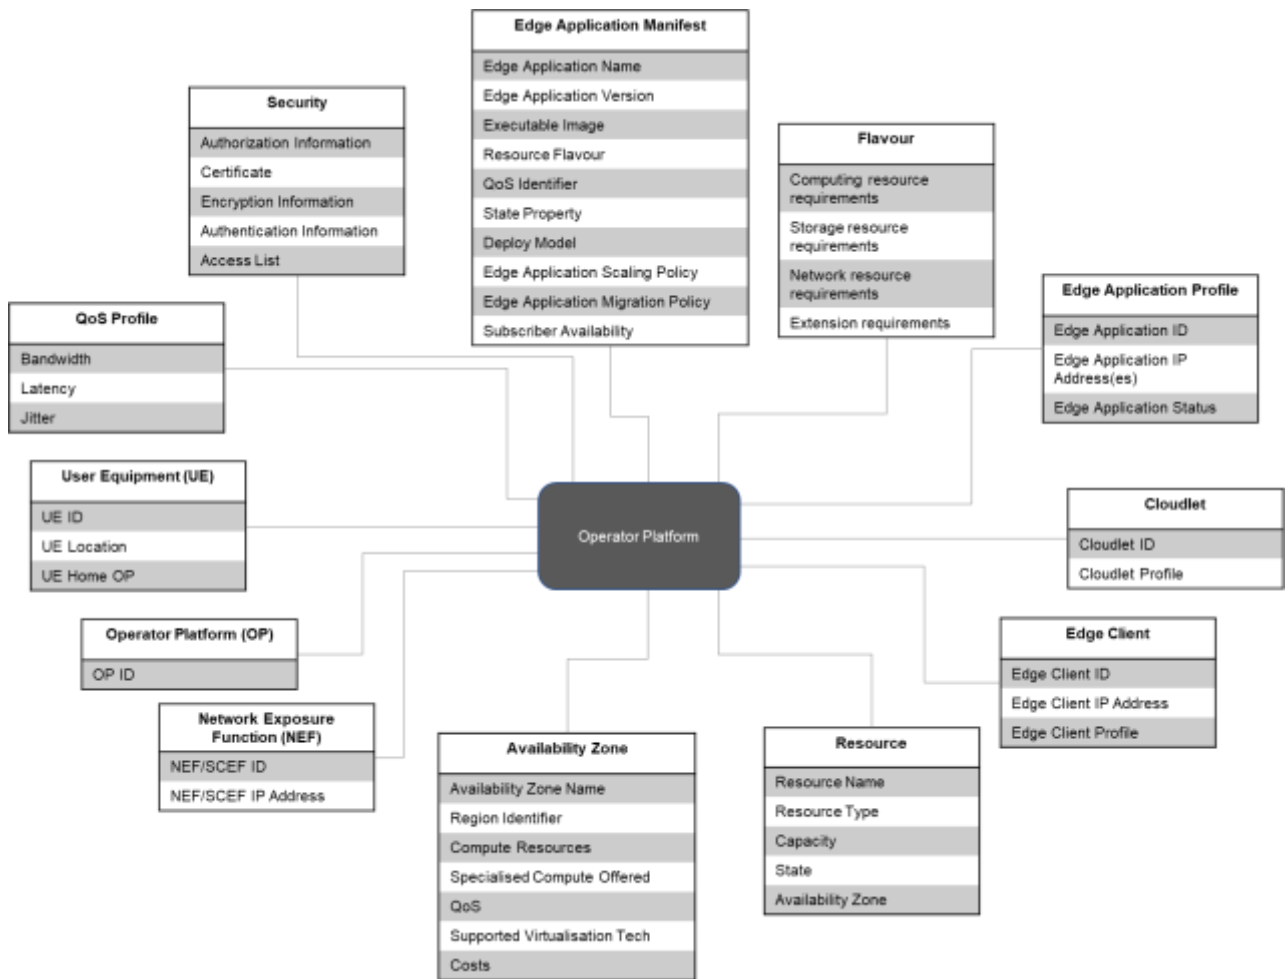 Edge Application Manifest
Edge Application Name
Edge Application Version
Executable Image
Resource Flavour
QoS Identifier
State Property
Deploy Model
Edge Application Scaling Policy
Edge Application Migration Policy
Subscriber Availability
Security
Authorization Information
Certificate
Encryption Information
Authentication Information
Access List
Flavour
Computing resource
requirements
Storage resource
requirements
Network resource
requirements
Extension requirements
Edge Application Profile
Edge Application ID
Edge Application IP
Address(es)
Edge Application Status
QoS Profile
Bandwidth
Latency
Jitter
User Equipment (UE)
UE ID
UE Location
UE Home OP
Operator Platform
Cloudlet
Cloudlet ID
Cloudlet Profile
Operator Platform (OP)
OP ID
Edge Client
Edge Client ID
Edge Client IP Address
Edge Client Profile
Network Exposure
Function (NEF)
NEF/SCEF ID
NEF/SCEF IP Address
Availability Zone
Availability Zone Name
Region Identifier
Compute Resources
Specialised Compute Offered
QoS
Supported Virtualisation Tech
Costs
Resource
Resource Name
Resource Type
Capacity
State
Availability Zone